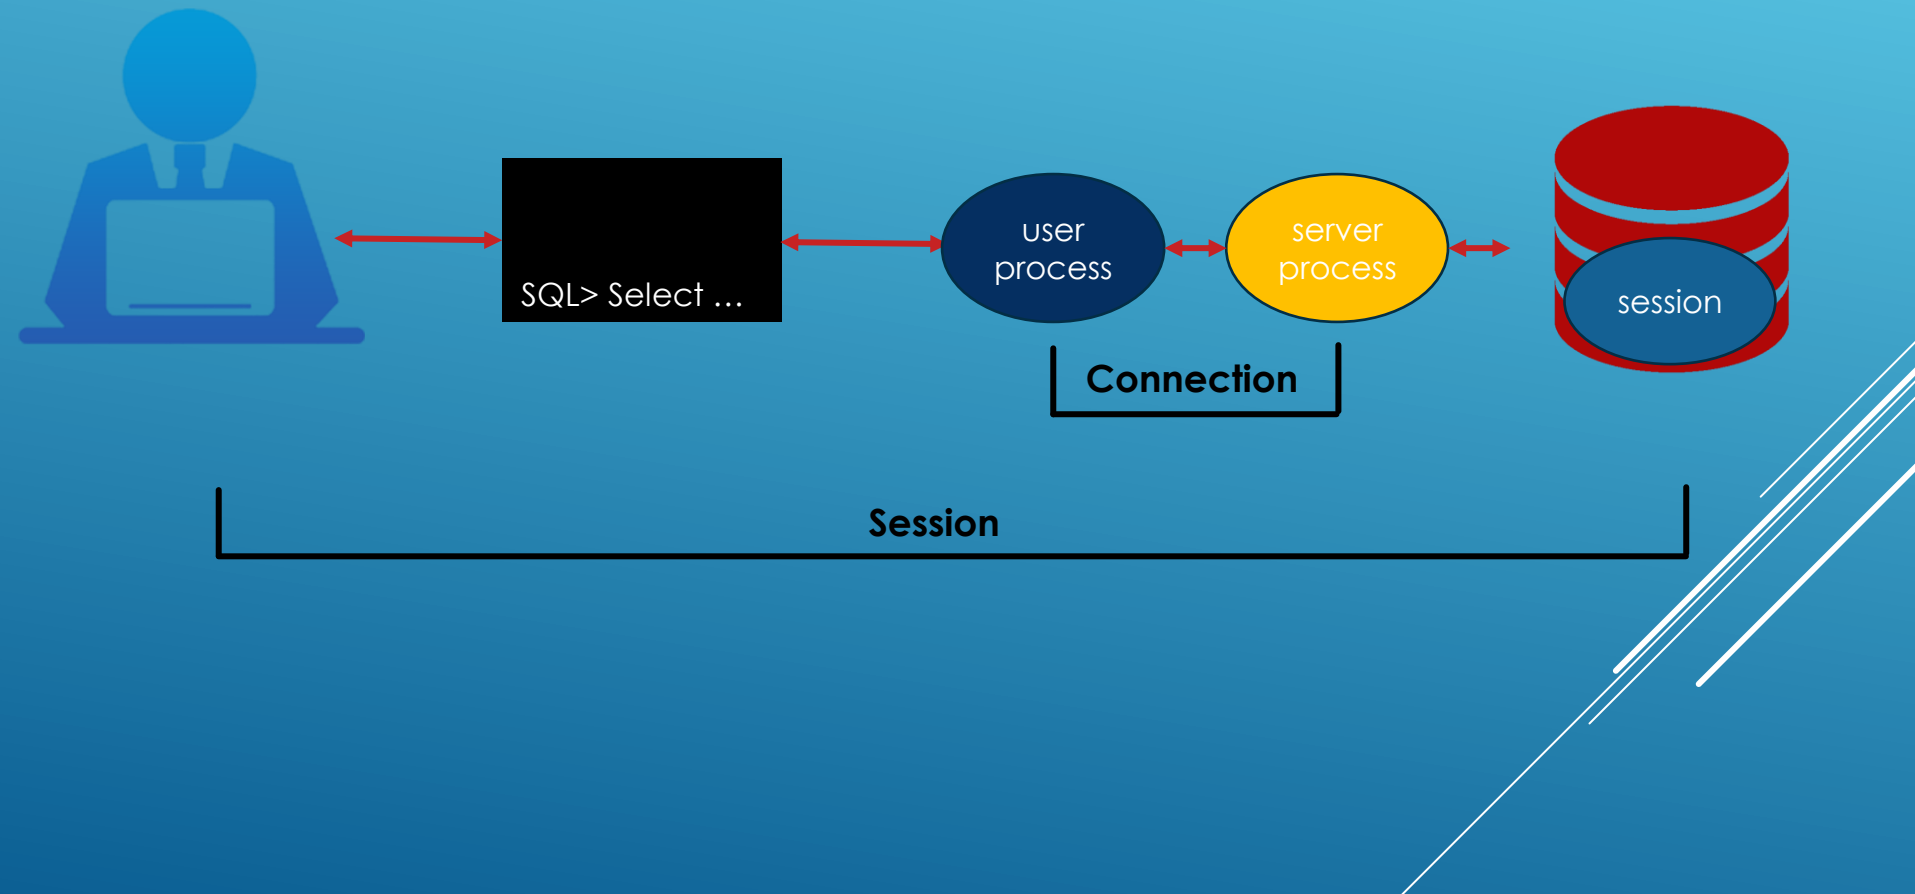 SQL> Select ...
user
process
server
process
session
Connection
Session